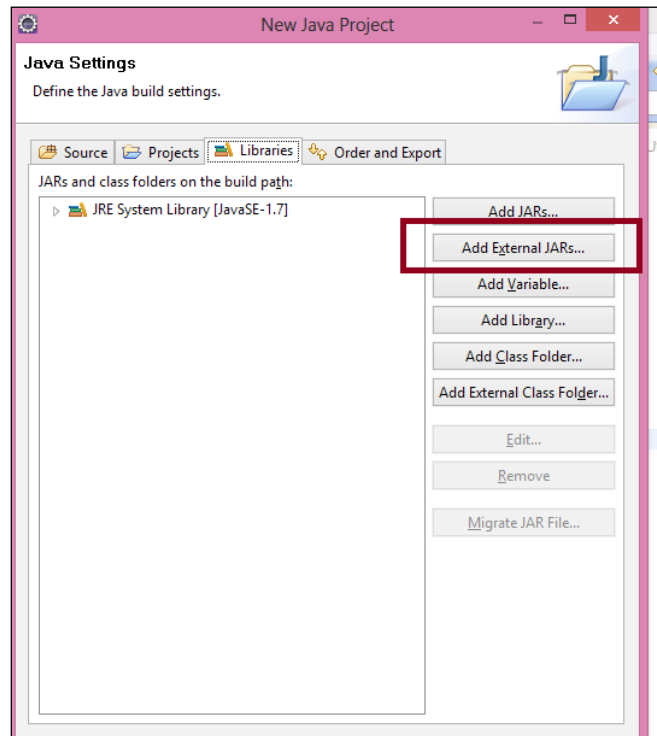 New Java Project
Java Settings
Define the Java build settings.
Source Projects Libraries Order and Export
JARs and class folders on the build path:
JRE System Library [JavaSE-1.7]
Add JARs...
Add External JARs...
Add Variable...
Add Library...
Add Class Folder...
Add External Class Folder...
Edit...
Remove
Migrate JAR File...